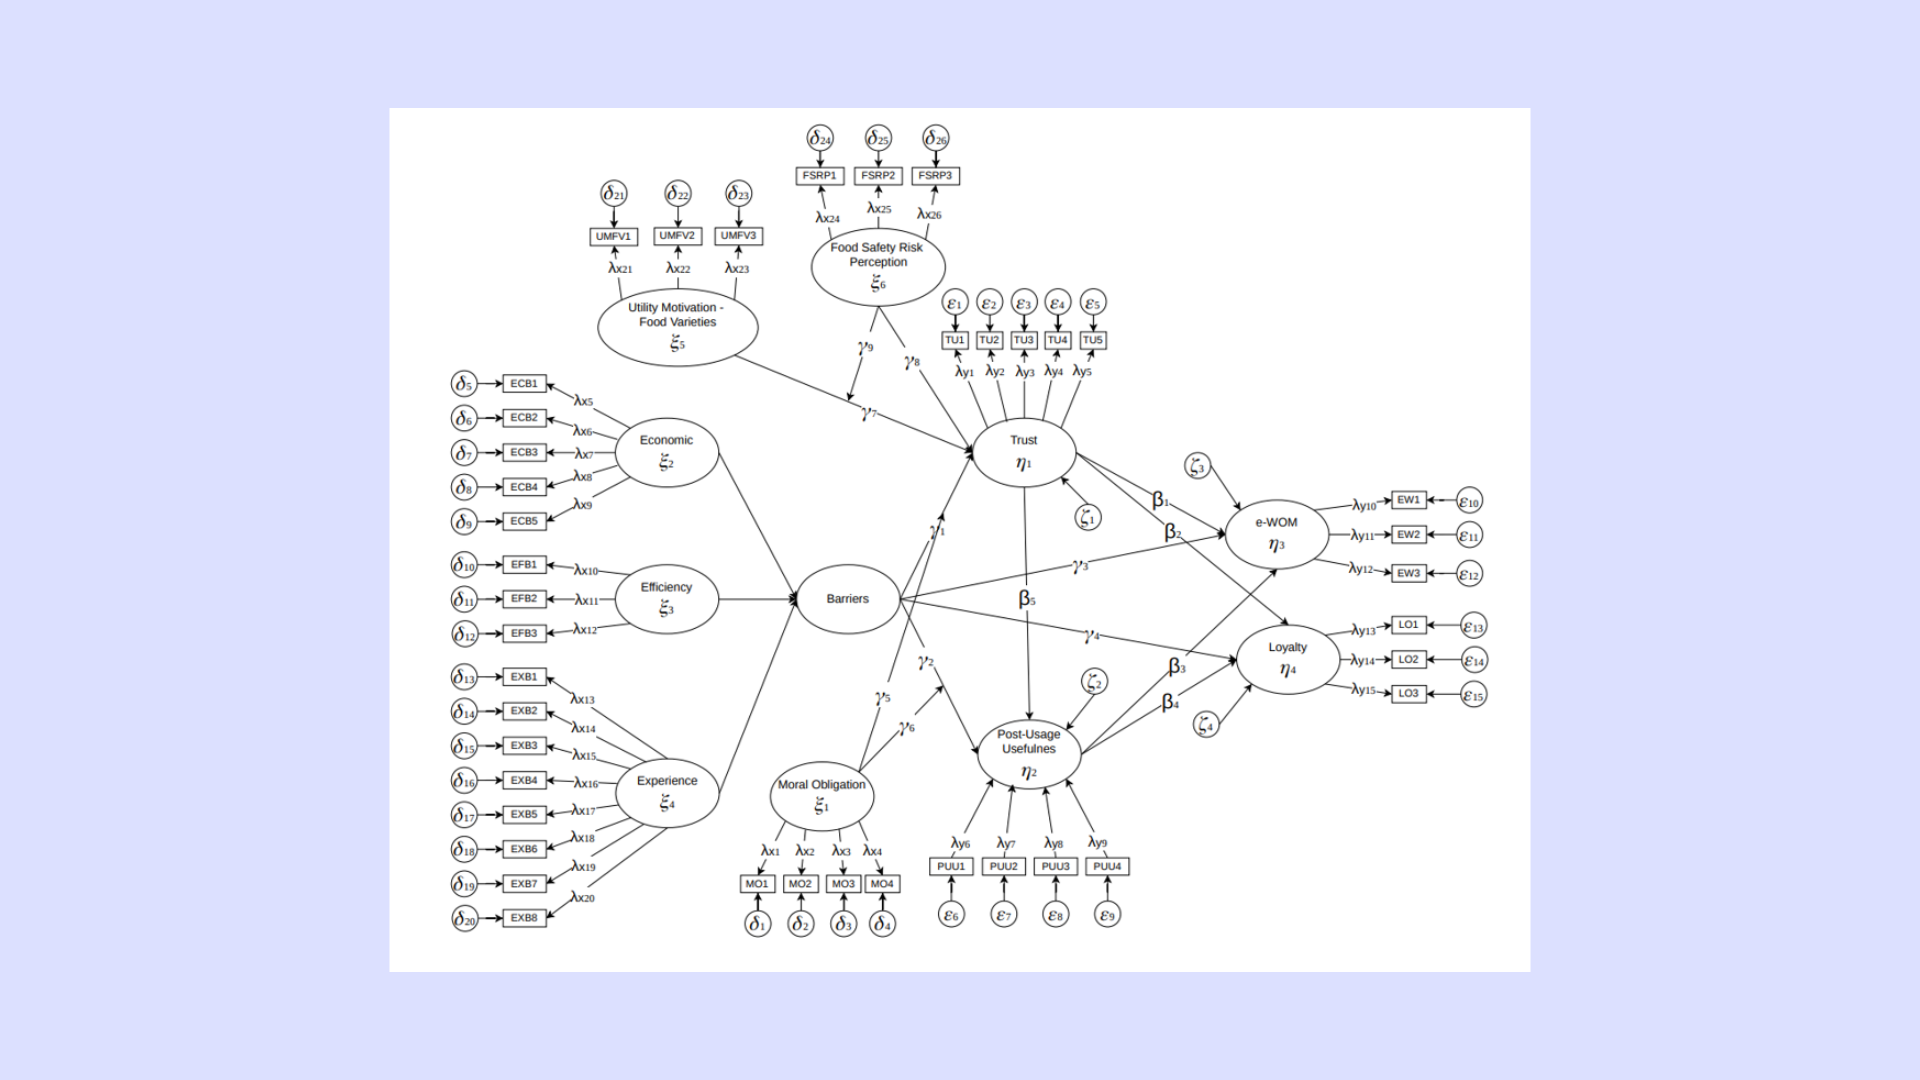 δ24 δ25 δ26
FSRP1 FSRP2 FSRP3
λx24 λx25 λx26
Food Safety Risk
Perception
ξ6
δ21 δ22 δ23
UMFV1 UMFV2 UMFV3
λx21 λx22 λx23
Utility Motivation -
Food Varieties
ξ5
γ9 γ8
γ7
ε1 ε2 ε3 ε4 ε5
TU1 TU2 TU3 TU4 TU5
λy1 λy2 λy3 λy4 λy5
Trust
η1
ζ1
δ5 ECB1 λx5
δ6 ECB2 λx6
δ7 ECB3 λx7
δ8 ECB4 λx8
δ9 ECB5 λx9
Economic
ξ2
δ10 EFB1 λx10
δ11 EFB2 λx11
δ12 EFB3 λx12
Efficiency
ξ3
δ13 EXB1 λx13
δ14 EXB2 λx14
δ15 EXB3 λx15
δ16 EXB4 λx16
δ17 EXB5 λx17
δ18 EXB6 λx18
δ19 EXB7 λx19
δ20 EXB8 λx20
Experience
ξ4
Barriers
γ1
γ3
γ4
γ2
γ5
γ6
β1
β2
β5
β3
β4
Moral Obligation
ξ1
λx1 λx2 λx3 λx4
MO1 MO2 MO3 MO4
δ1 δ2 δ3 δ4
ζ2
Post-Usage
Usefulnes
η2
λy6 λy7 λy8 λy9
PUU1 PUU2 PUU3 PUU4
ε6 ε7 ε8 ε9
ζ3
e-WOM
η3
λy10 EW1 ε10
λy11 EW2 ε11
λy12 EW3 ε12
Loyalty
η4
ζ4
λy13 LO1 ε13
λy14 LO2 ε14
λy15 LO3 ε15